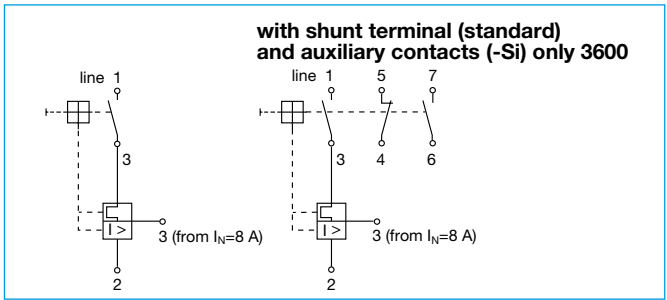 with shunt terminal (standard)
and auxiliary contacts (-Si) only 3600
line 1
3
I >
3 (from IN=8 A)
2
line 1 5 7
3 4 6
I >
3 (from IN=8 A)
2